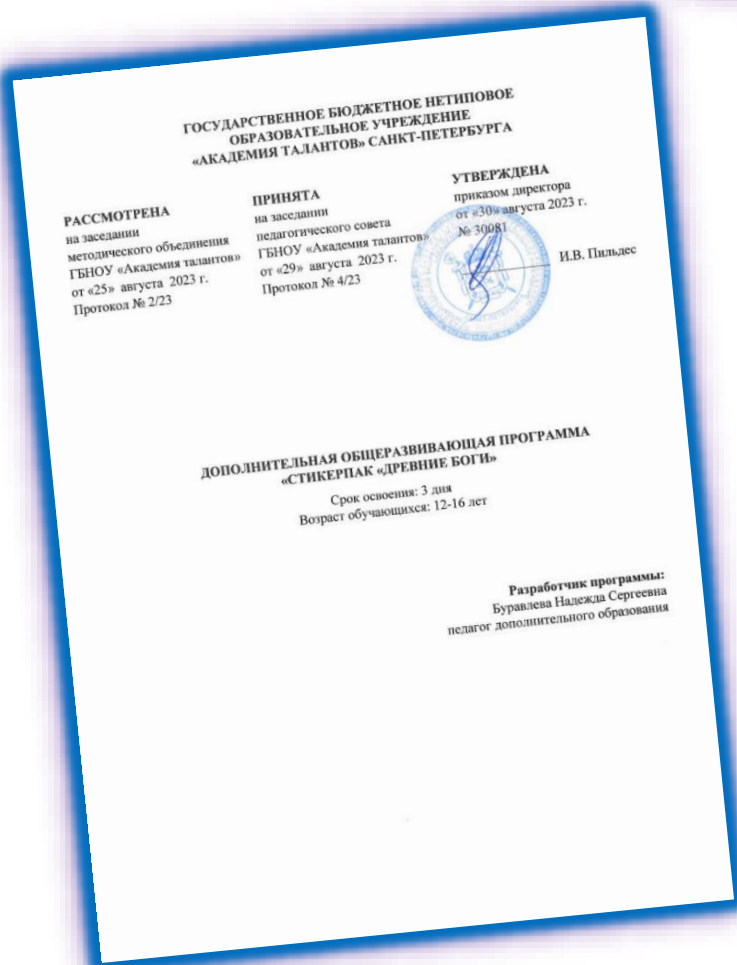 ГОСУДАРСТВЕННОЕ БЮДЖЕТНОЕ НЕТИПОВОЕ
ОБРАЗОВАТЕЛЬНОЕ УЧРЕЖДЕНИЕ
«АКАДЕМИЯ ТАЛАНТОВ» САНКТ-ПЕТЕРБУРГА
РАССМОТРЕНА
на заседании
методического объединения
ГБНОУ «Академия талантов»
от «25» августа 2023 г.
Протокол № 2/23
ПРИНЯТА
на заседании
педагогического совета
ГБНОУ «Академия талантов»
от «29» августа 2023 г.
Протокол № 4/23
УТВЕРЖДЕНА
приказом директора
от «30» августа 2023 г.
№ 30081
И.В. Пильдес
ДОПОЛНИТЕЛЬНАЯ ОБЩЕРАЗВИВАЮЩАЯ ПРОГРАММА
«СТИКЕРПАК «ДРЕВНИЕ БОГИ»
Срок освоения: 3 дня
Возраст обучающихся: 12-16 лет
Разработчик программы:
Буравлева Надежда Сергеевна
педагог дополнительного образования